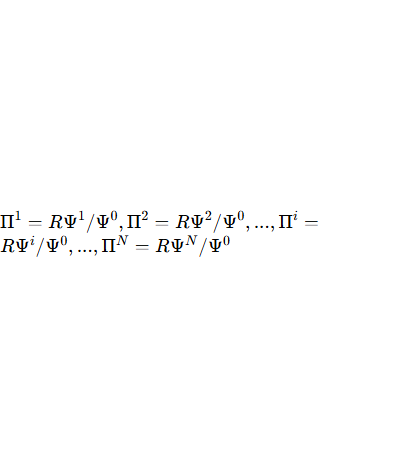 Π¹ = RΨ¹/Ψ⁰, Π² = RΨ²/Ψ⁰, ..., Πⁱ =
RΨⁱ/Ψ⁰, ..., Πᴺ = RΨᴺ/Ψ⁰